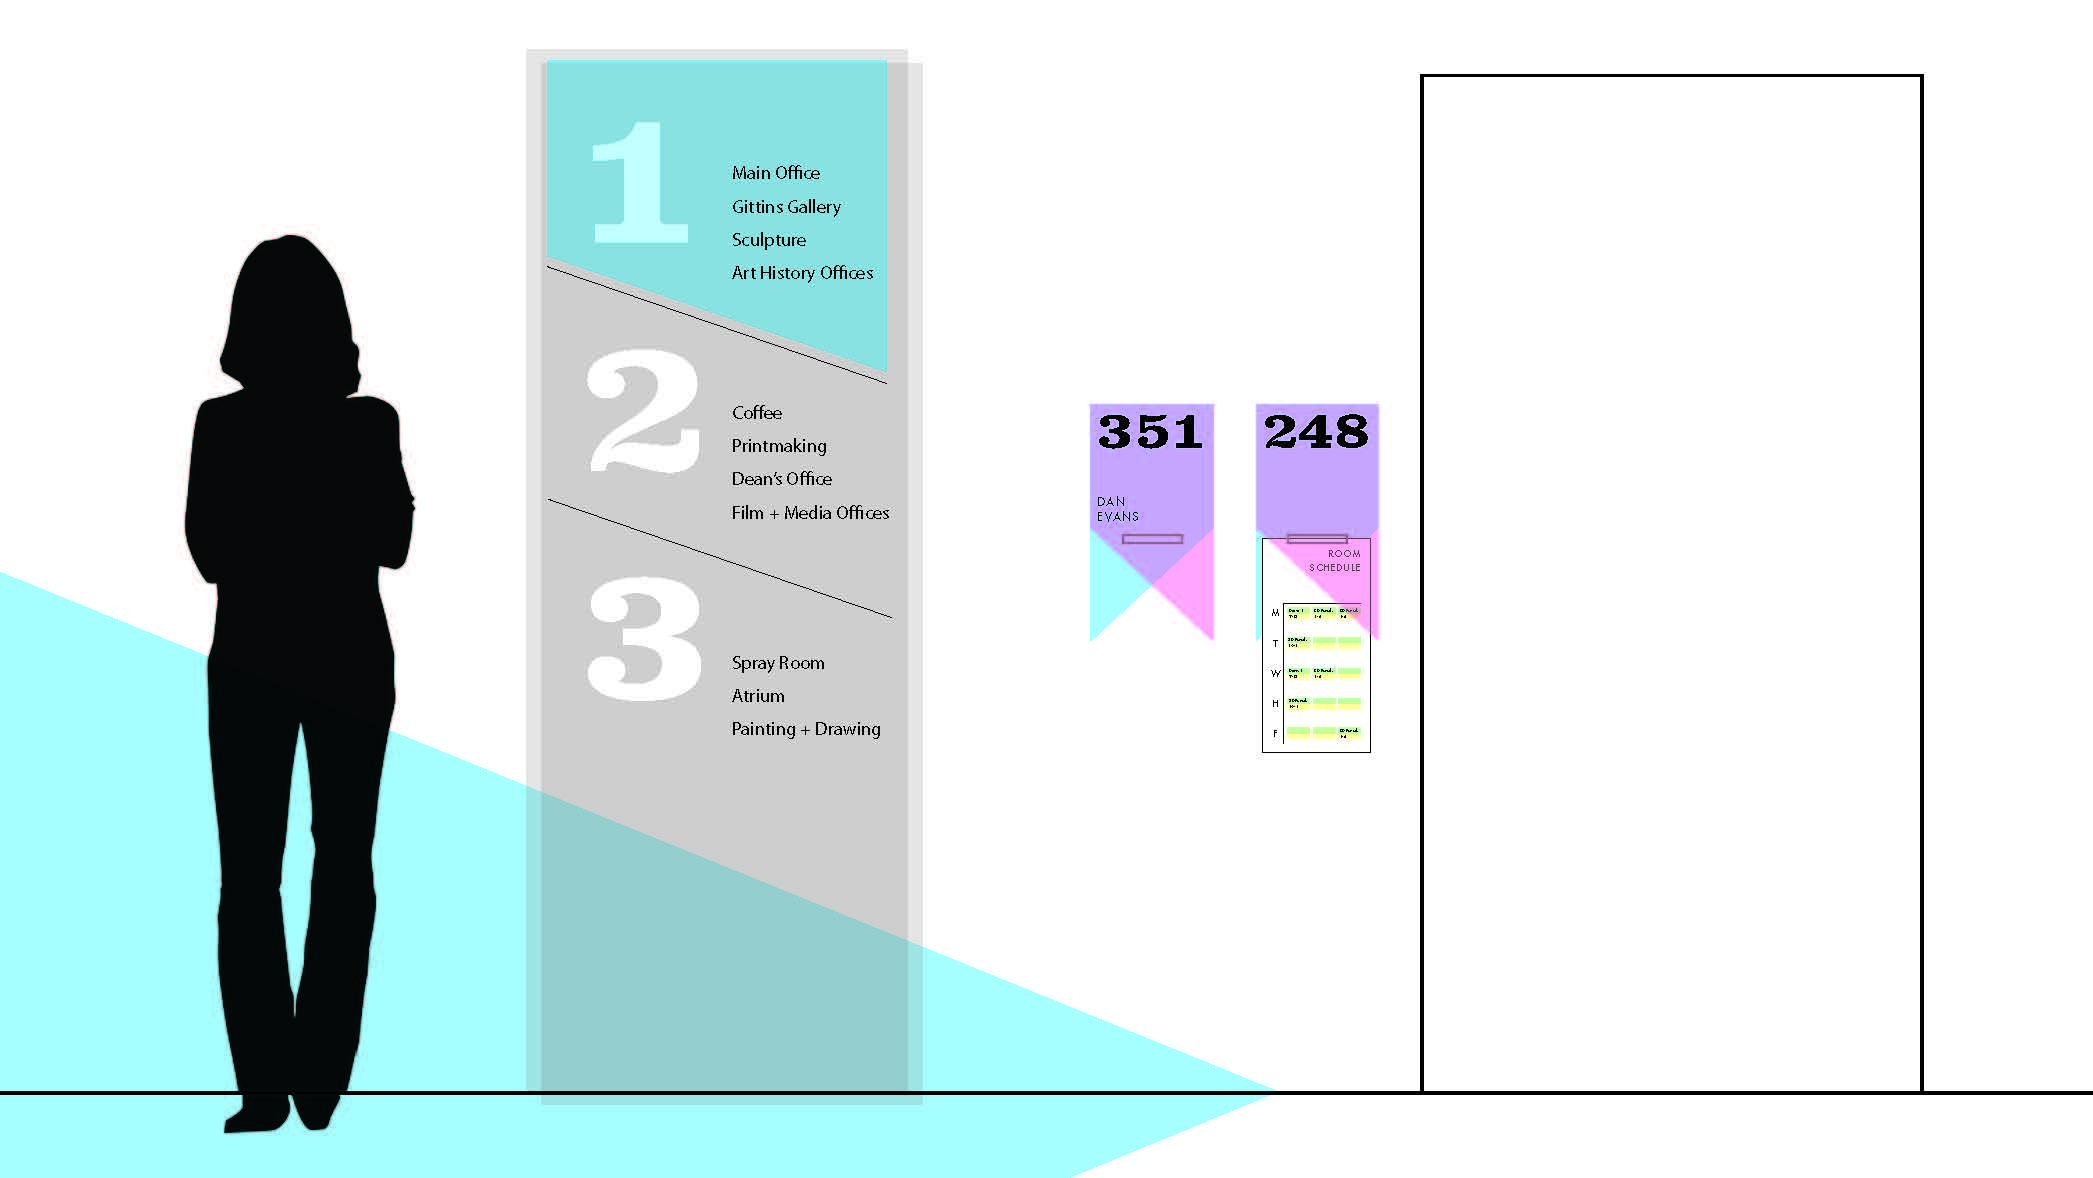 1
Main Office
Gittins Gallery
Sculpture
Art History Offices
2
Coffee
Printmaking
Dean's Office
Film + Media Offices
3
Spray Room
Atrium
Painting + Drawing
351
DAN
EVANS
248
ROOM
SCHEDULE
M
T
W
H
F